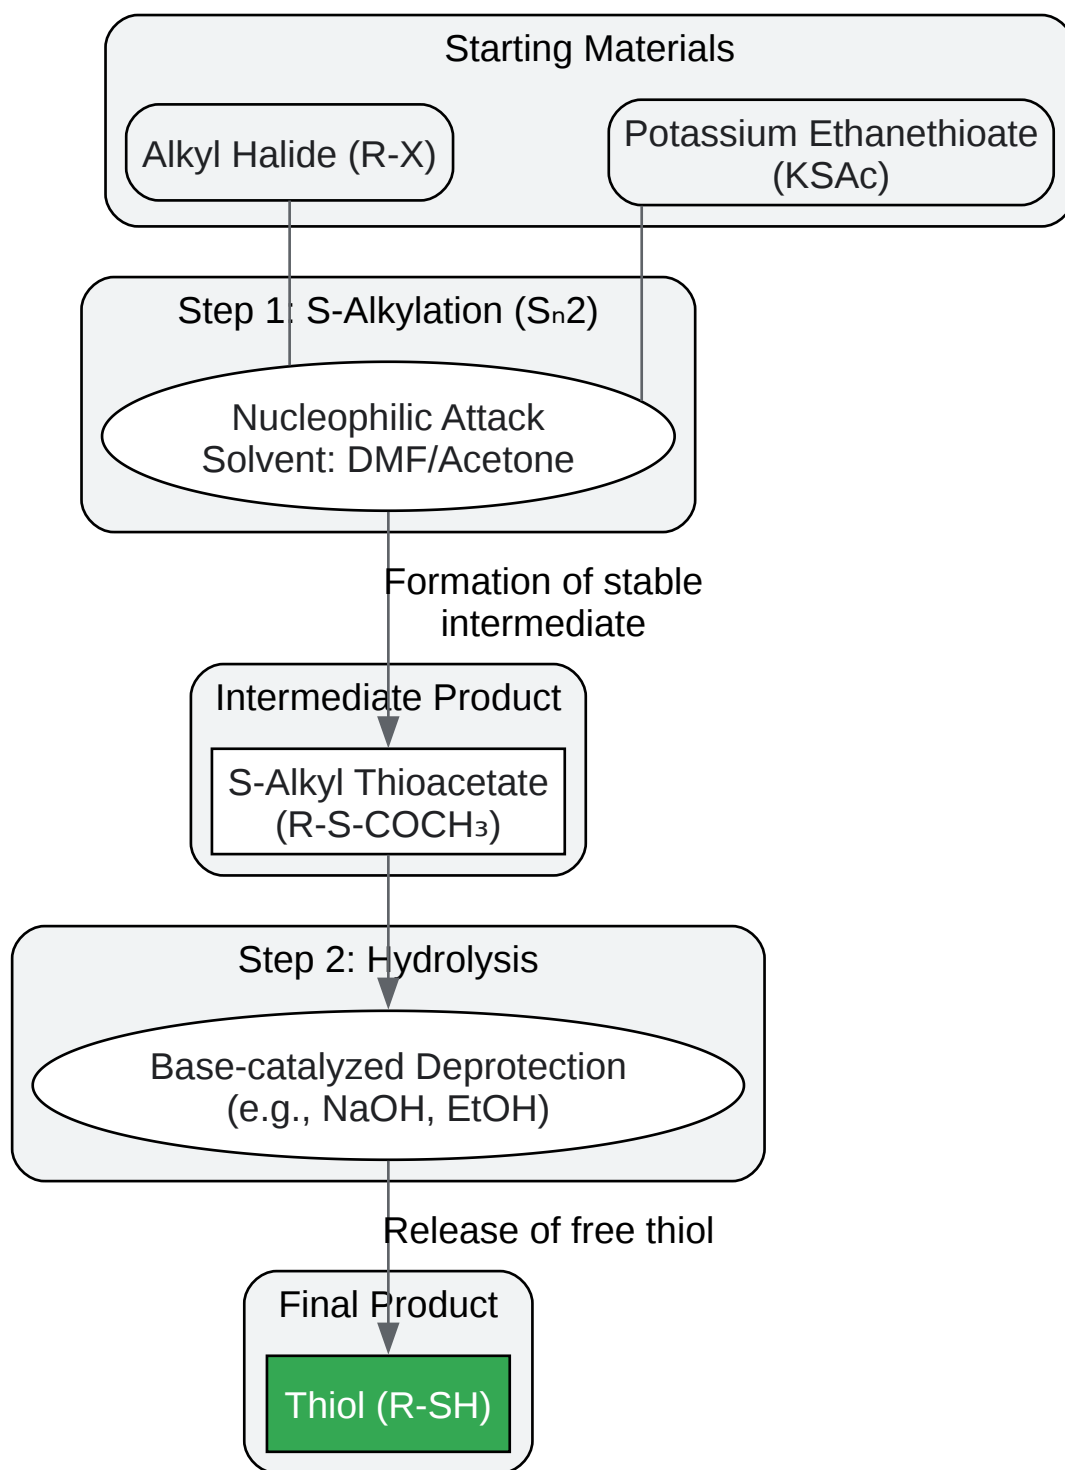 Starting Materials
Alkyl Halide (R-X)
Potassium Ethanethioate
(KSAc)
Step 1: S-Alkylation (Sₙ2)
Nucleophilic Attack
Solvent: DMF/Acetone
Formation of stable
intermediate
Intermediate Product
S-Alkyl Thioacetate
(R-S-COCH₃)
Step 2: Hydrolysis
Base-catalyzed Deprotection
(e.g., NaOH, EtOH)
Release of free thiol
Final Product
Thiol (R-SH)